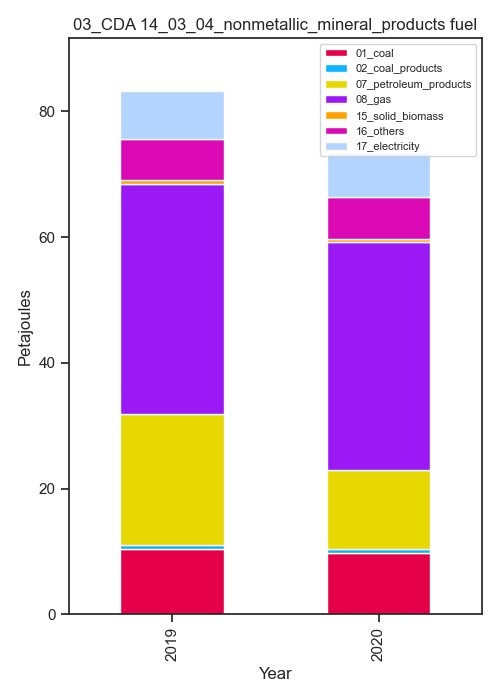 03_CDA 14_03_04_nonmetallic_mineral_products fuel
01_coal
02_coal_products
07_petroleum_products
08_gas
15_solid_biomass
16_others
17_electricity
80
60
40
20
0
Petajoules
2019
2020
Year